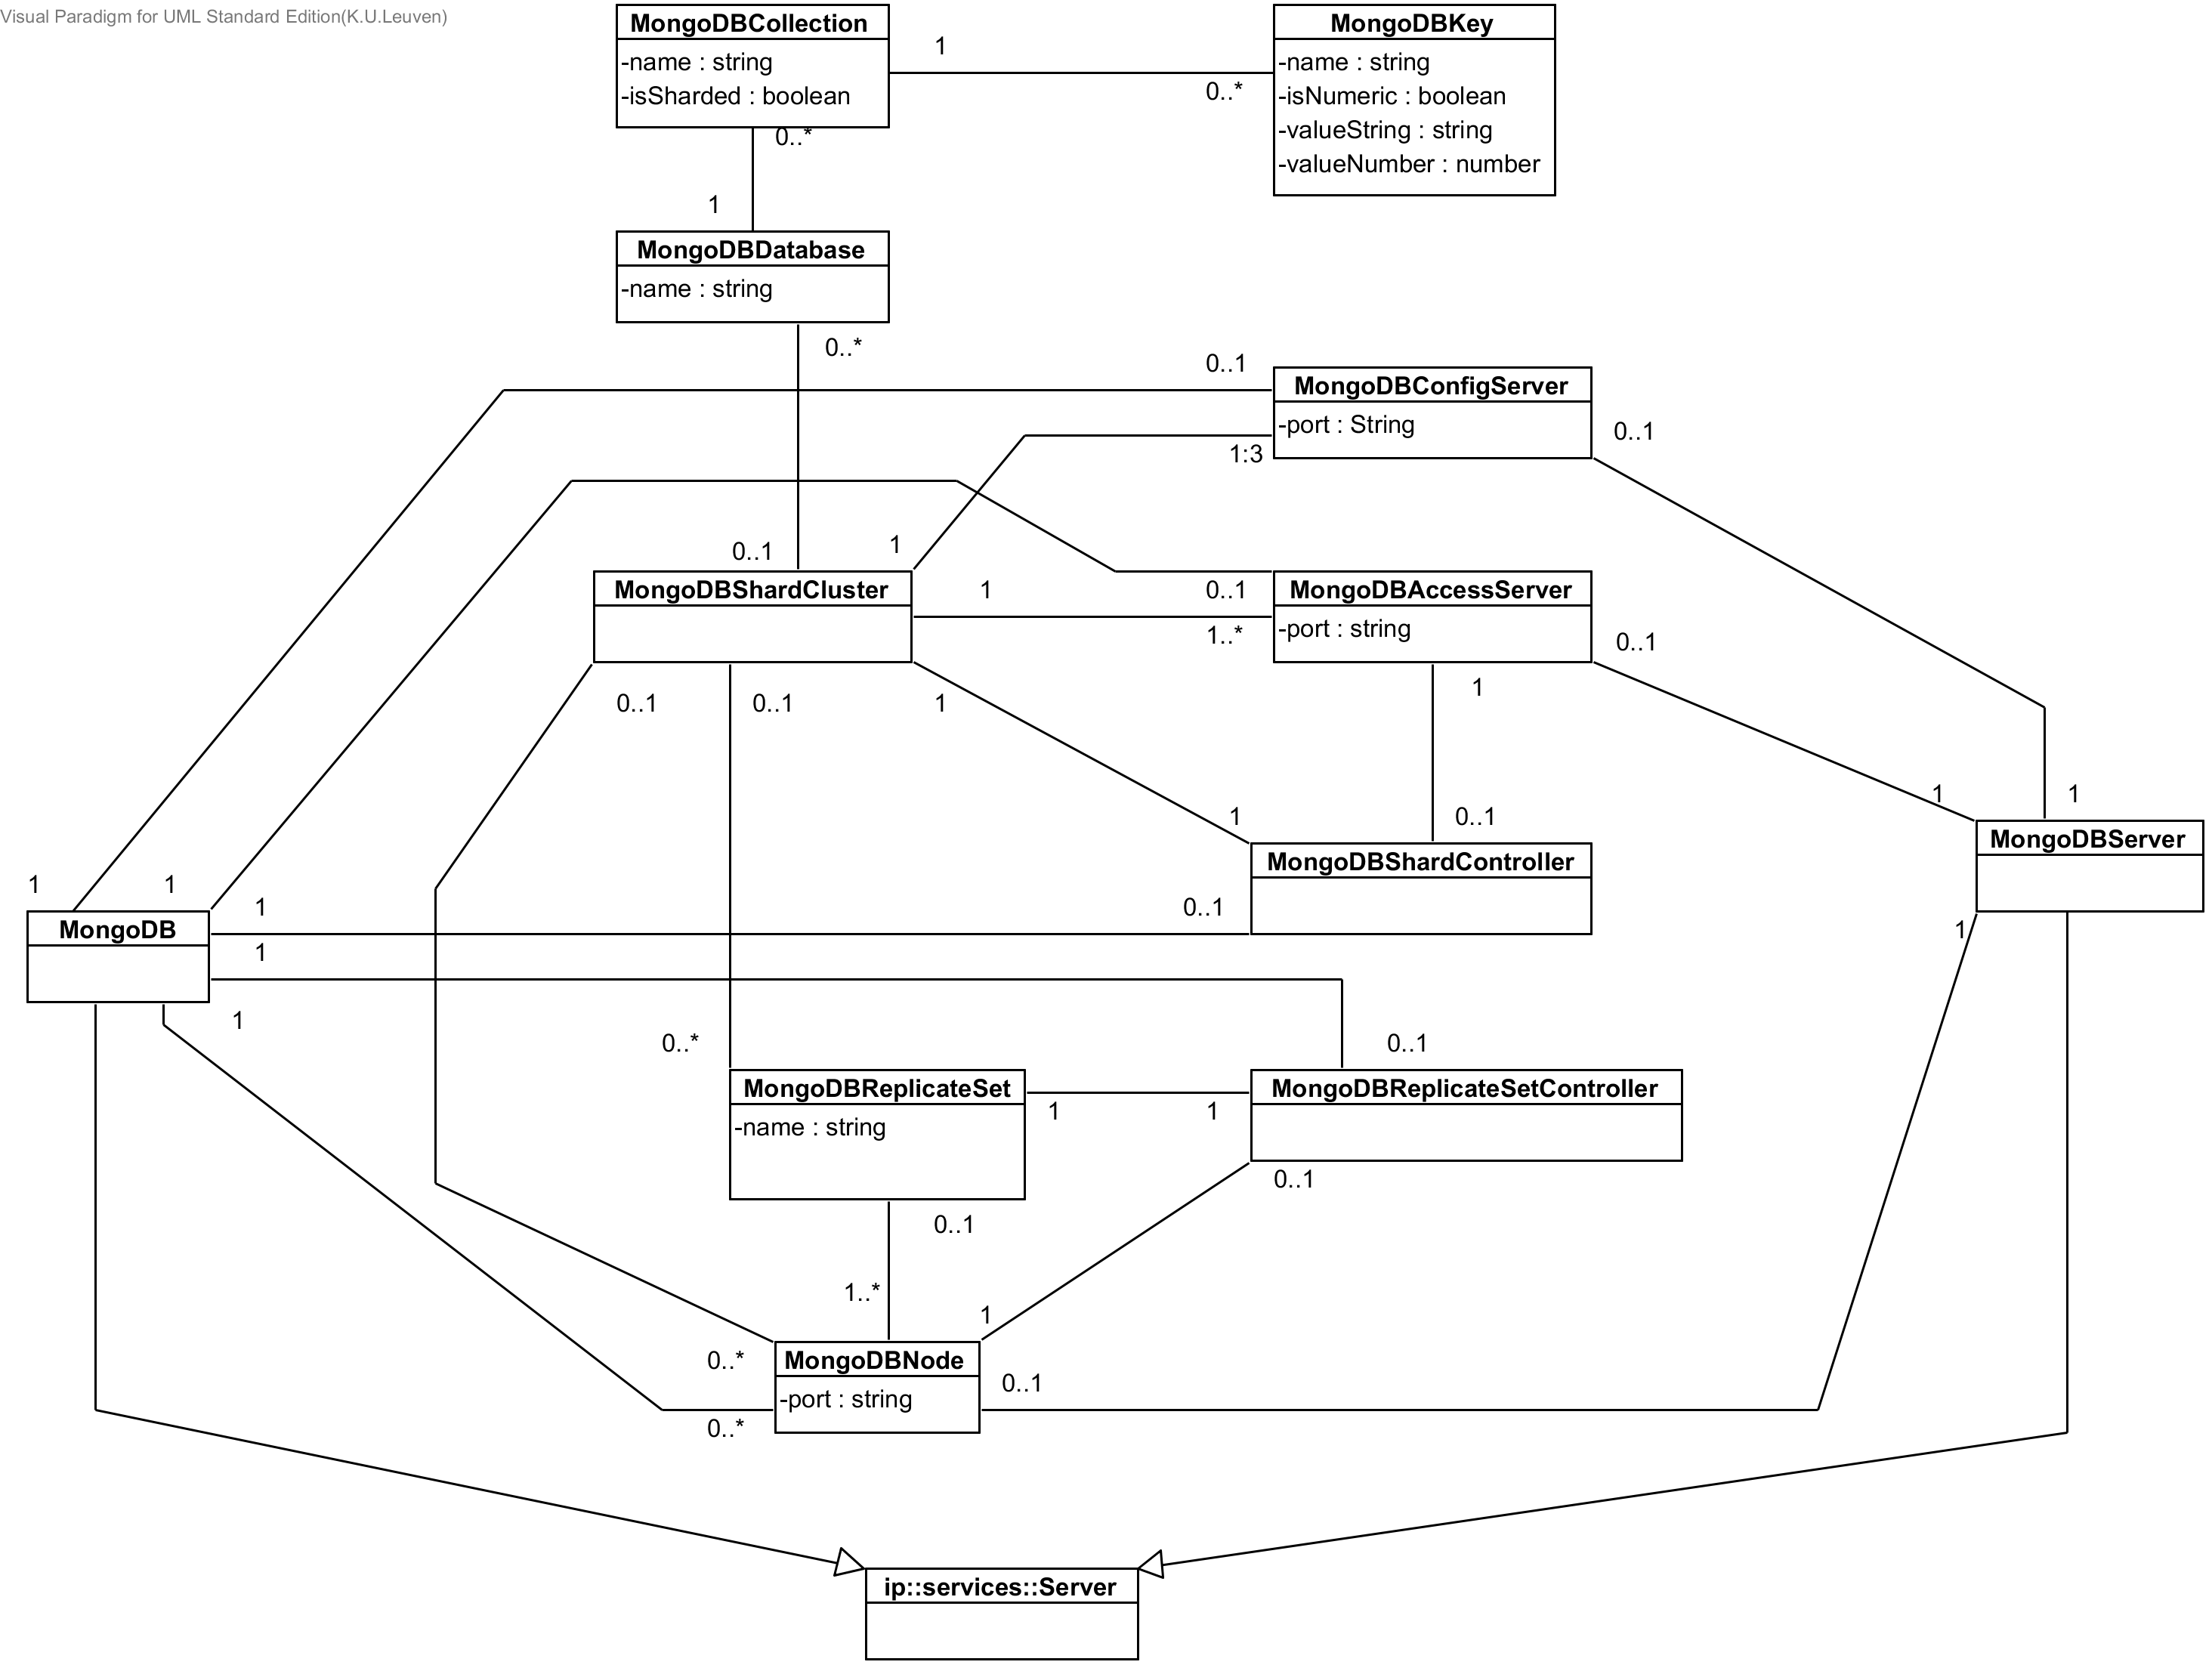 Visual Paradigm for UML Standard Edition(K.U.Leuven)
MongoDBCollection
-name : string
-isSharded : boolean
1
0..*
MongoDBKey
-name : string
-isNumeric : boolean
-valueString : string
-valueNumber : number
0..*
1
MongoDBDatabase
-name : string
0..*
0..1
MongoDBConfigServer
-port : String
0..1
1:3
0..1
1
MongoDBShardCluster
1
0..1
1..*
MongoDBAccessServer
-port : string
0..1
0..1
0..1
1
1
1
0..1
1
1
MongoDBShardController
MongoDBServer
1
1
1
0..1
MongoDB
1
1
1
0..*
0..1
MongoDBReplicateSet
-name : string
1
1
MongoDBReplicateSetController
0..1
0..1
1..*
1
0..*
MongoDBNode
-port : string
0..1
0..*
ip::services::Server